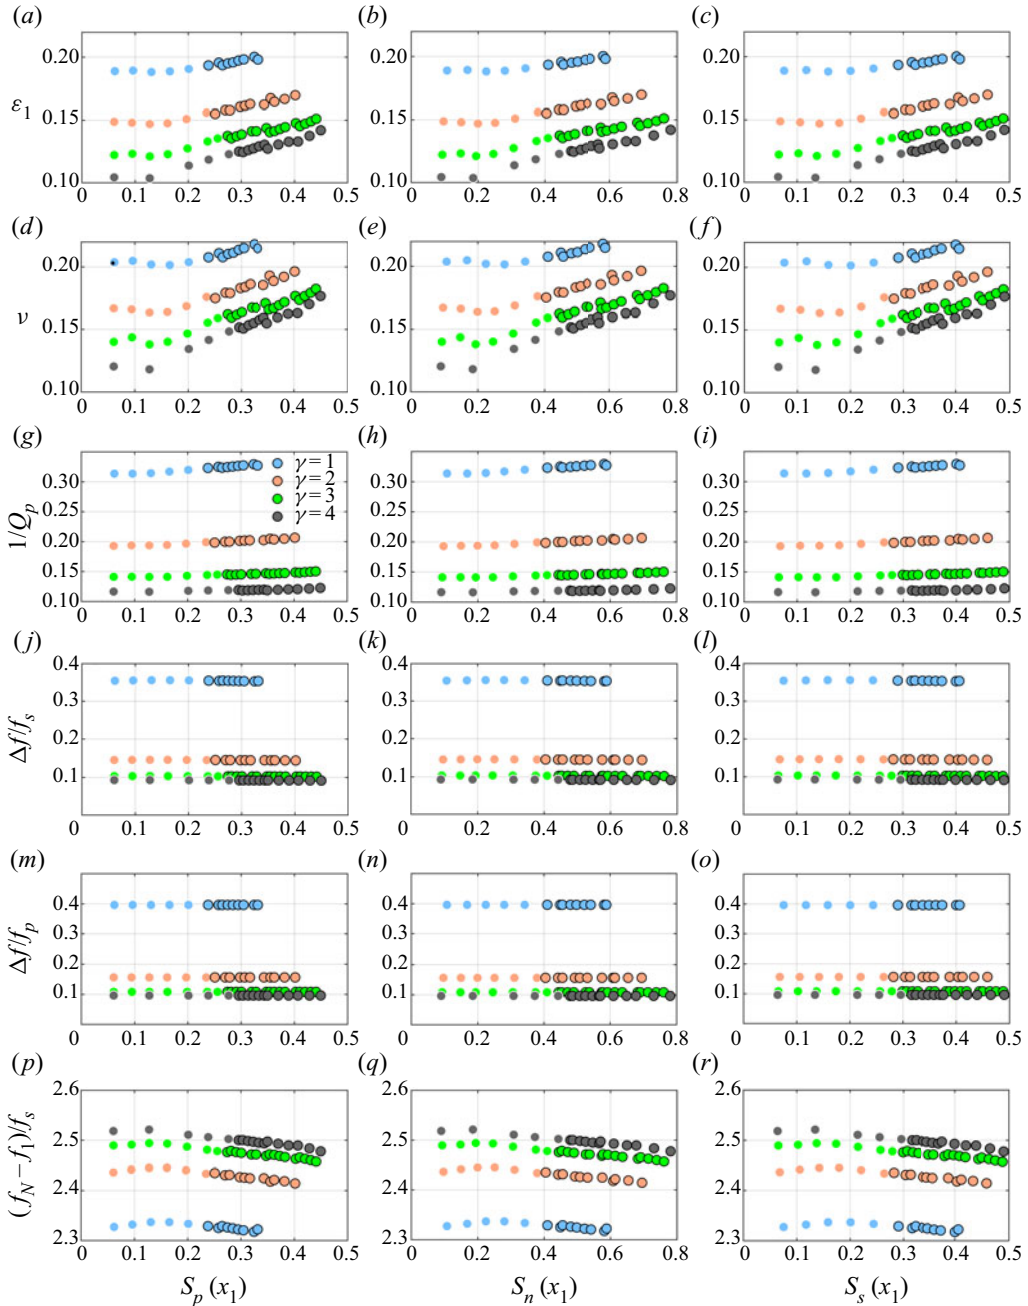 (a) (b) (c)
ε1
0.20 0.20 0.20
0.15 0.15 0.15
0.10 0.10 0.10
0 0.1 0.2 0.3 0.4 0.5 0 0.2 0.4 0.6 0.8 0 0.1 0.2 0.3 0.4 0.5
(d) (e) (f)
ν
0.20 0.20 0.20
0.15 0.15 0.15
0.10 0.10 0.10
0 0.1 0.2 0.3 0.4 0.5 0 0.2 0.4 0.6 0.8 0 0.1 0.2 0.3 0.4 0.5
(g) (h) (i)
1/Qp
γ = 1
γ = 2
γ = 3
γ = 4
0.30 0.30 0.30
0.25 0.25 0.25
0.20 0.20 0.20
0.15 0.15 0.15
0.10 0.10 0.10
0 0.1 0.2 0.3 0.4 0.5 0 0.2 0.4 0.6 0.8 0 0.1 0.2 0.3 0.4 0.5
(j) (k) (l)
Δf/fs
0.4 0.4 0.4
0.3 0.3 0.3
0.2 0.2 0.2
0.1 0.1 0.1
0 0.1 0.2 0.3 0.4 0.5 0 0.2 0.4 0.6 0.8 0 0.1 0.2 0.3 0.4 0.5
(m) (n) (o)
Δf/fp
0.4 0.4 0.4
0.3 0.3 0.3
0.2 0.2 0.2
0.1 0.1 0.1
0 0.1 0.2 0.3 0.4 0.5 0 0.2 0.4 0.6 0.8 0 0.1 0.2 0.3 0.4 0.5
(p) (q) (r)
(fN − f1)/fs
2.6 2.6 2.6
2.5 2.5 2.5
2.4 2.4 2.4
2.3 2.3 2.3
0 0.1 0.2 0.3 0.4 0.5 0 0.2 0.4 0.6 0.8 0 0.1 0.2 0.3 0.4 0.5
Sp (x1) Sn (x1) Ss (x1)